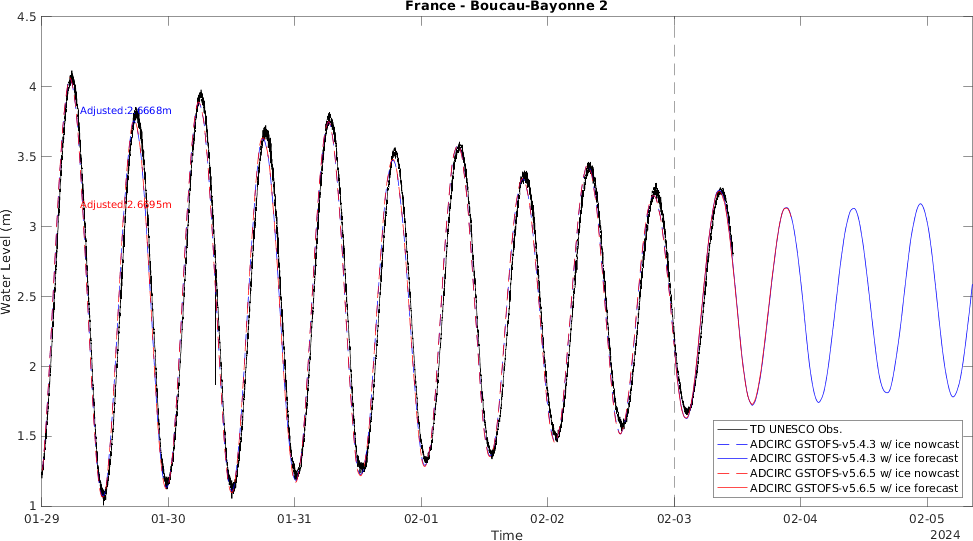 France - Boucau-Bayonne 2
4.5
4
3.5
3
2.5
2
1.5
1
Water Level (m)
Adjusted:2.6668m
Adjusted:2.6695m
TD UNESCO Obs.
ADCIRC GSTOFS-v5.4.3 w/ ice nowcast
ADCIRC GSTOFS-v5.4.3 w/ ice forecast
ADCIRC GSTOFS-v5.6.5 w/ ice nowcast
ADCIRC GSTOFS-v5.6.5 w/ ice forecast
01-29 01-30 01-31 02-01 02-02 02-03 02-04 02-05
Time
2024